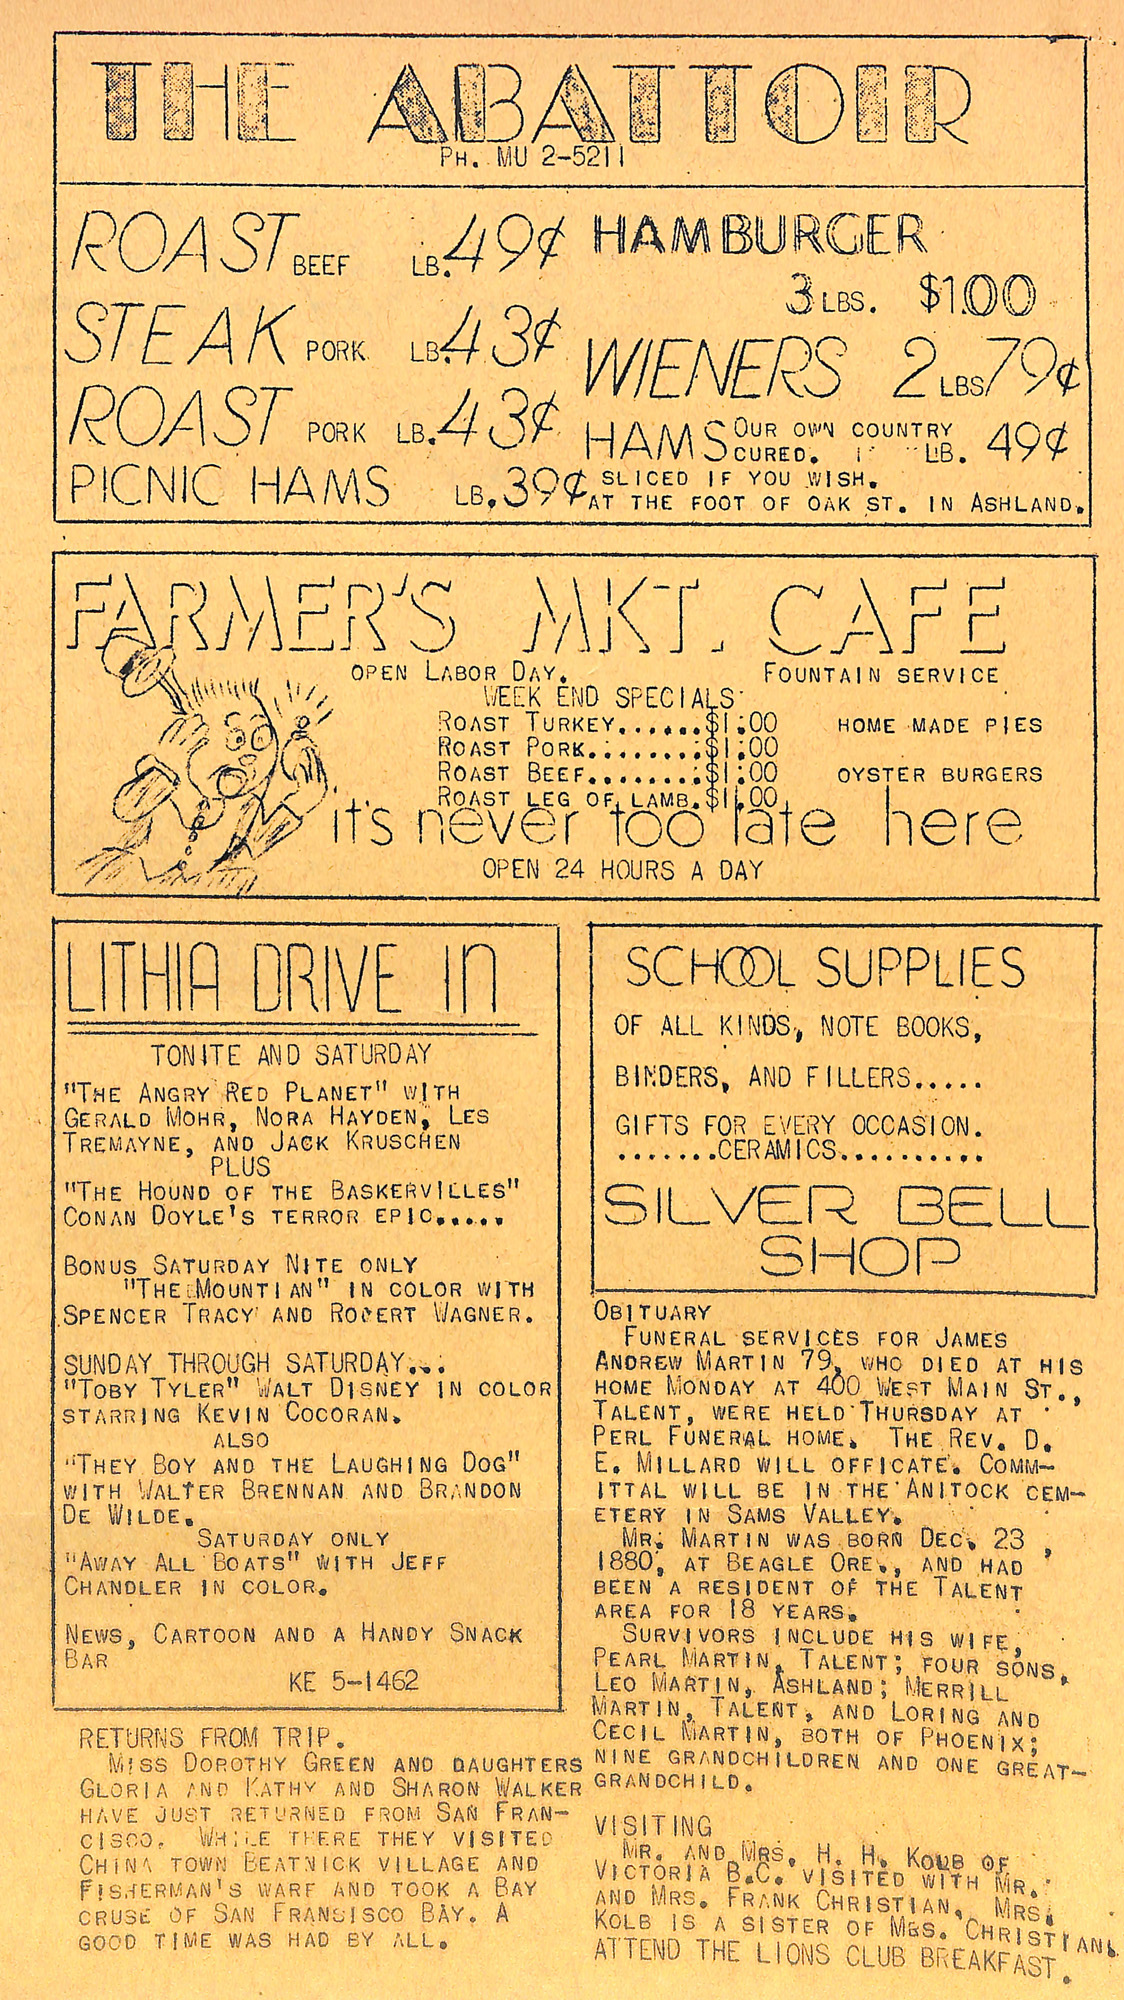 THE ABATTOIR
PH. MU 2-5211
ROAST BEEF LB. 49¢
STEAK PORK LB. 43¢
ROAST PORK LB. 43¢
PICNIC HAMS LB. 39¢
HAMBURGER
3 LBS. $1.00
WIENERS 2 LBS 79¢
HAMS OUR OWN COUNTRY
CURED. LB. 49¢
SLICED IF YOU WISH.
AT THE FOOT OF OAK ST. IN ASHLAND.
FARMER'S MKT. CAFE
OPEN LABOR DAY. FOUNTAIN SERVICE
WEEK END SPECIALS
ROAST TURKEY......$1.00 HOME MADE PIES
ROAST PORK........$1.00
ROAST BEEF........$1.00 OYSTER BURGERS
ROAST LEG OF LAMB.$1.00
it's never too late here
OPEN 24 HOURS A DAY
LITHIA DRIVE IN
TONITE AND SATURDAY
"THE ANGRY RED PLANET" WITH
GERALD MOHR, NORA HAYDEN, LES
TREMAYNE, AND JACK KRUSCHEN
PLUS
"THE HOUND OF THE BASKERVILLES"
CONAN DOYLE'S TERROR EPIC.....
BONUS SATURDAY NITE ONLY
"THE MOUNTIAN" IN COLOR WITH
SPENCER TRACY AND ROBERT WAGNER.
SUNDAY THROUGH SATURDAY...
"TOBY TYLER" WALT DISNEY IN COLOR
STARRING KEVIN COCORAN.
ALSO
"THEY BOY AND THE LAUGHING DOG"
WITH WALTER BRENNAN AND BRANDON
DE WILDE.
SATURDAY ONLY
"AWAY ALL BOATS" WITH JEFF
CHANDLER IN COLOR.
NEWS, CARTOON AND A HANDY SNACK
BAR
KE 5-1462
RETURNS FROM TRIP.
MISS DOROTHY GREEN AND DAUGHTERS
GLORIA AND KATHY AND SHARON WALKER
HAVE JUST RETURNED FROM SAN FRAN-
CISCO. WHILE THERE THEY VISITED
CHINA TOWN BEATNICK VILLAGE AND
FISHERMAN'S WARF AND TOOK A BAY
CRUSE OF SAN FRANSISCO BAY. A
GOOD TIME WAS HAD BY ALL.
SCHOOL SUPPLIES
OF ALL KINDS, NOTE BOOKS,
BINDERS, AND FILLERS.....
GIFTS FOR EVERY OCCASION.
.......CERAMICS..........
SILVER BELL
SHOP
OBITUARY
FUNERAL SERVICES FOR JAMES
ANDREW MARTIN 79, WHO DIED AT HIS
HOME MONDAY AT 400 WEST MAIN ST.,
TALENT, WERE HELD THURSDAY AT
PERL FUNERAL HOME. THE REV. D.
E. MILLARD WILL OFFICATE. COMM-
ITTAL WILL BE IN THE ANITOCK CEM-
ETERY IN SAMS VALLEY.
MR. MARTIN WAS BORN DEC. 23,
1880, AT BEAGLE ORE., AND HAD
BEEN A RESIDENT OF THE TALENT
AREA FOR 18 YEARS.
SURVIVORS INCLUDE HIS WIFE,
PEARL MARTIN, TALENT; FOUR SONS,
LEO MARTIN, ASHLAND; MERRILL
MARTIN, TALENT, AND LORING AND
CECIL MARTIN, BOTH OF PHOENIX;
NINE GRANDCHILDREN AND ONE GREAT-
GRANDCHILD.
VISITING
MR. AND MRS. H. H. KOLB OF
VICTORIA B.C. VISITED WITH MR.
AND MRS. FRANK CHRISTIAN. MRS.
KOLB IS A SISTER OF MRS. CHRISTIAN.
ATTEND THE LIONS CLUB BREAKFAST.